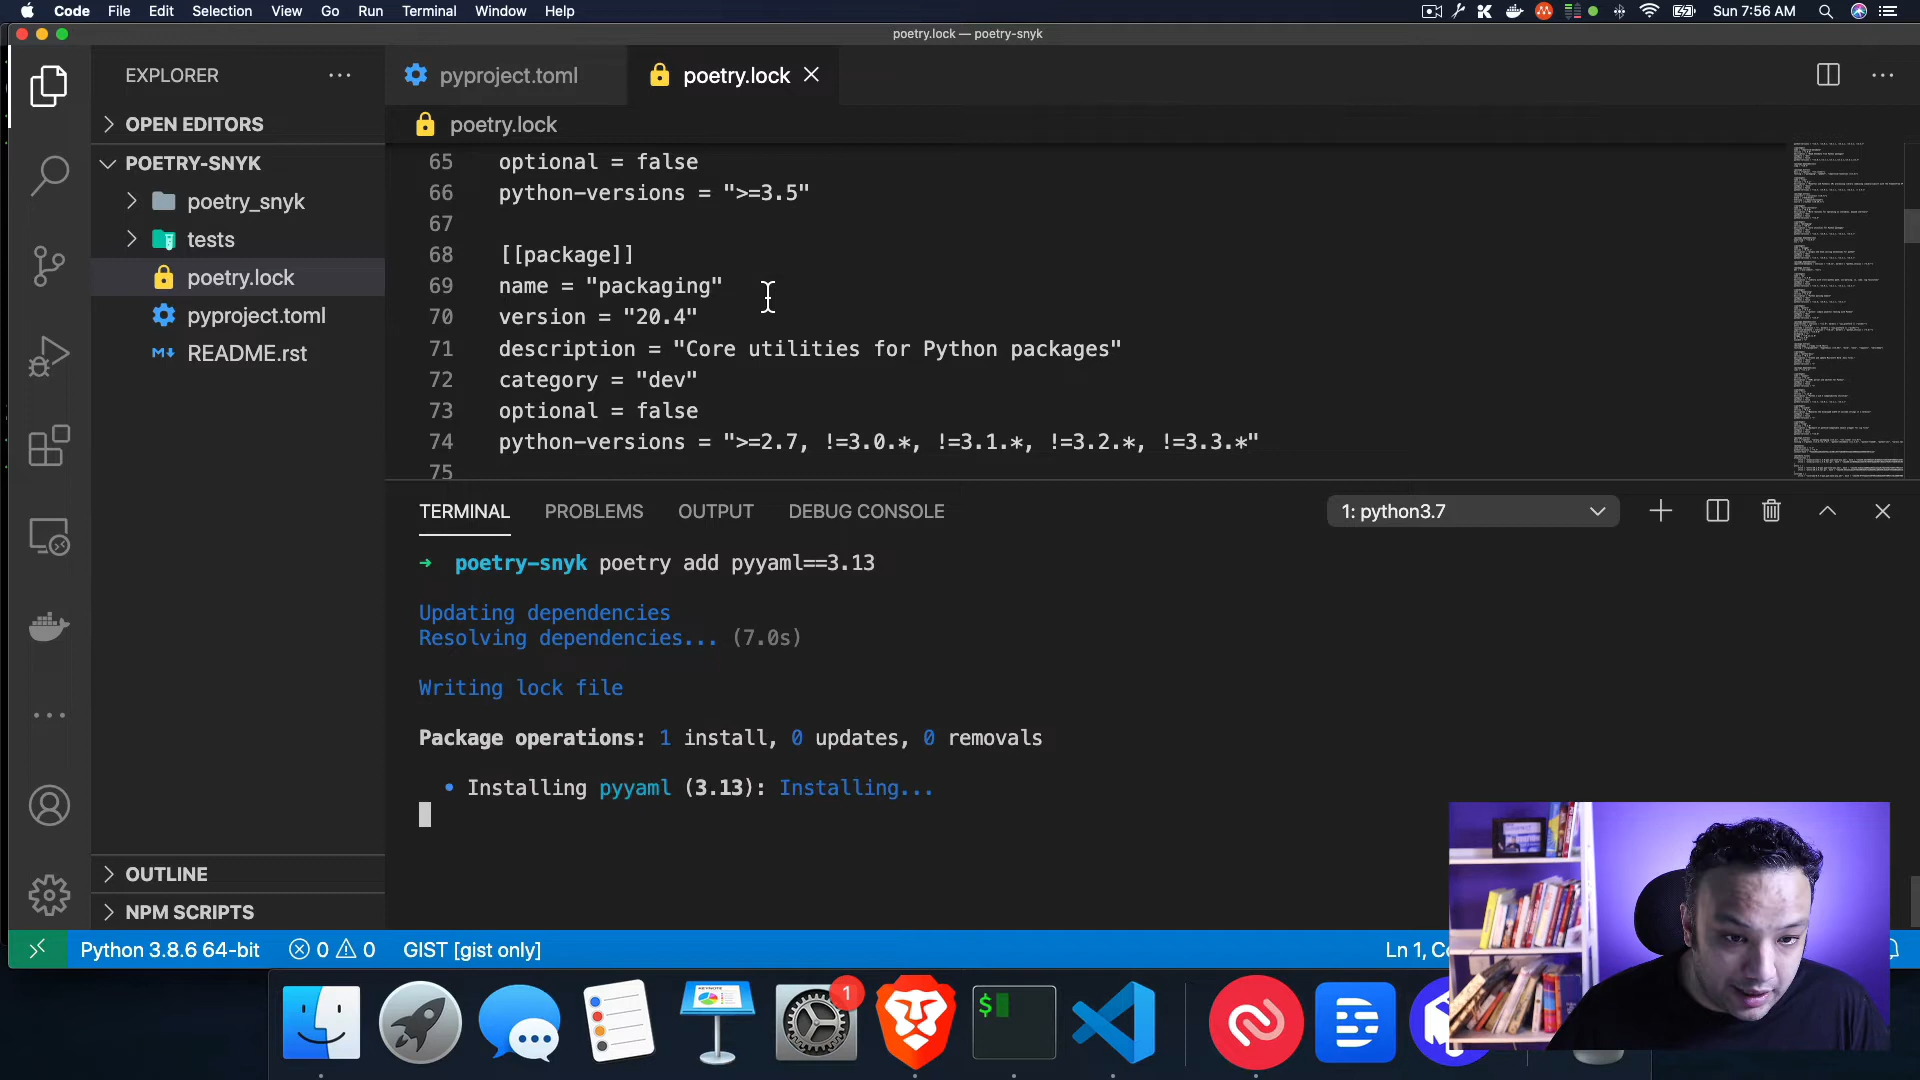 Code File Edit Selection View Go Run Terminal Window Help
Sun 7:56 AM
poetry.lock — poetry-snyk
EXPLORER
OPEN EDITORS
POETRY-SNYK
poetry_snyk
tests
poetry.lock
pyproject.toml
README.rst
OUTLINE
NPM SCRIPTS
pyproject.toml
poetry.lock
poetry.lock
65 optional = false
66 python-versions = ">=3.5"
67
68 [[package]]
69 name = "packaging"
70 version = "20.4"
71 description = "Core utilities for Python packages"
72 category = "dev"
73 optional = false
74 python-versions = ">=2.7, !=3.0.*, !=3.1.*, !=3.2.*, !=3.3.*"
75
TERMINAL PROBLEMS OUTPUT DEBUG CONSOLE
1: python3.7
→ poetry-snyk poetry add pyyaml==3.13
Updating dependencies
Resolving dependencies... (7.0s)
Writing lock file
Package operations: 1 install, 0 updates, 0 removals
• Installing pyyaml (3.13): Installing...
Python 3.8.6 64-bit
0 0
GIST [gist only]
Ln 1,
1
$